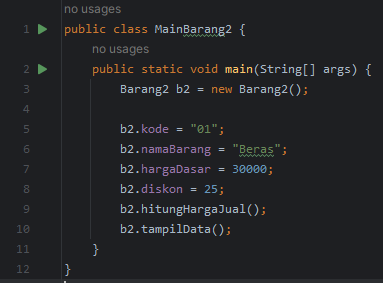 no usages
1 public class MainBarang2 {
no usages
2 public static void main(String[] args) {
3 Barang2 b2 = new Barang2();
4
5 b2.kode = "01";
6 b2.namaBarang = "Beras";
7 b2.hargaDasar = 30000;
8 b2.diskon = 25;
9 b2.hitungHargaJual();
10 b2.tampilData();
11 }
12 }